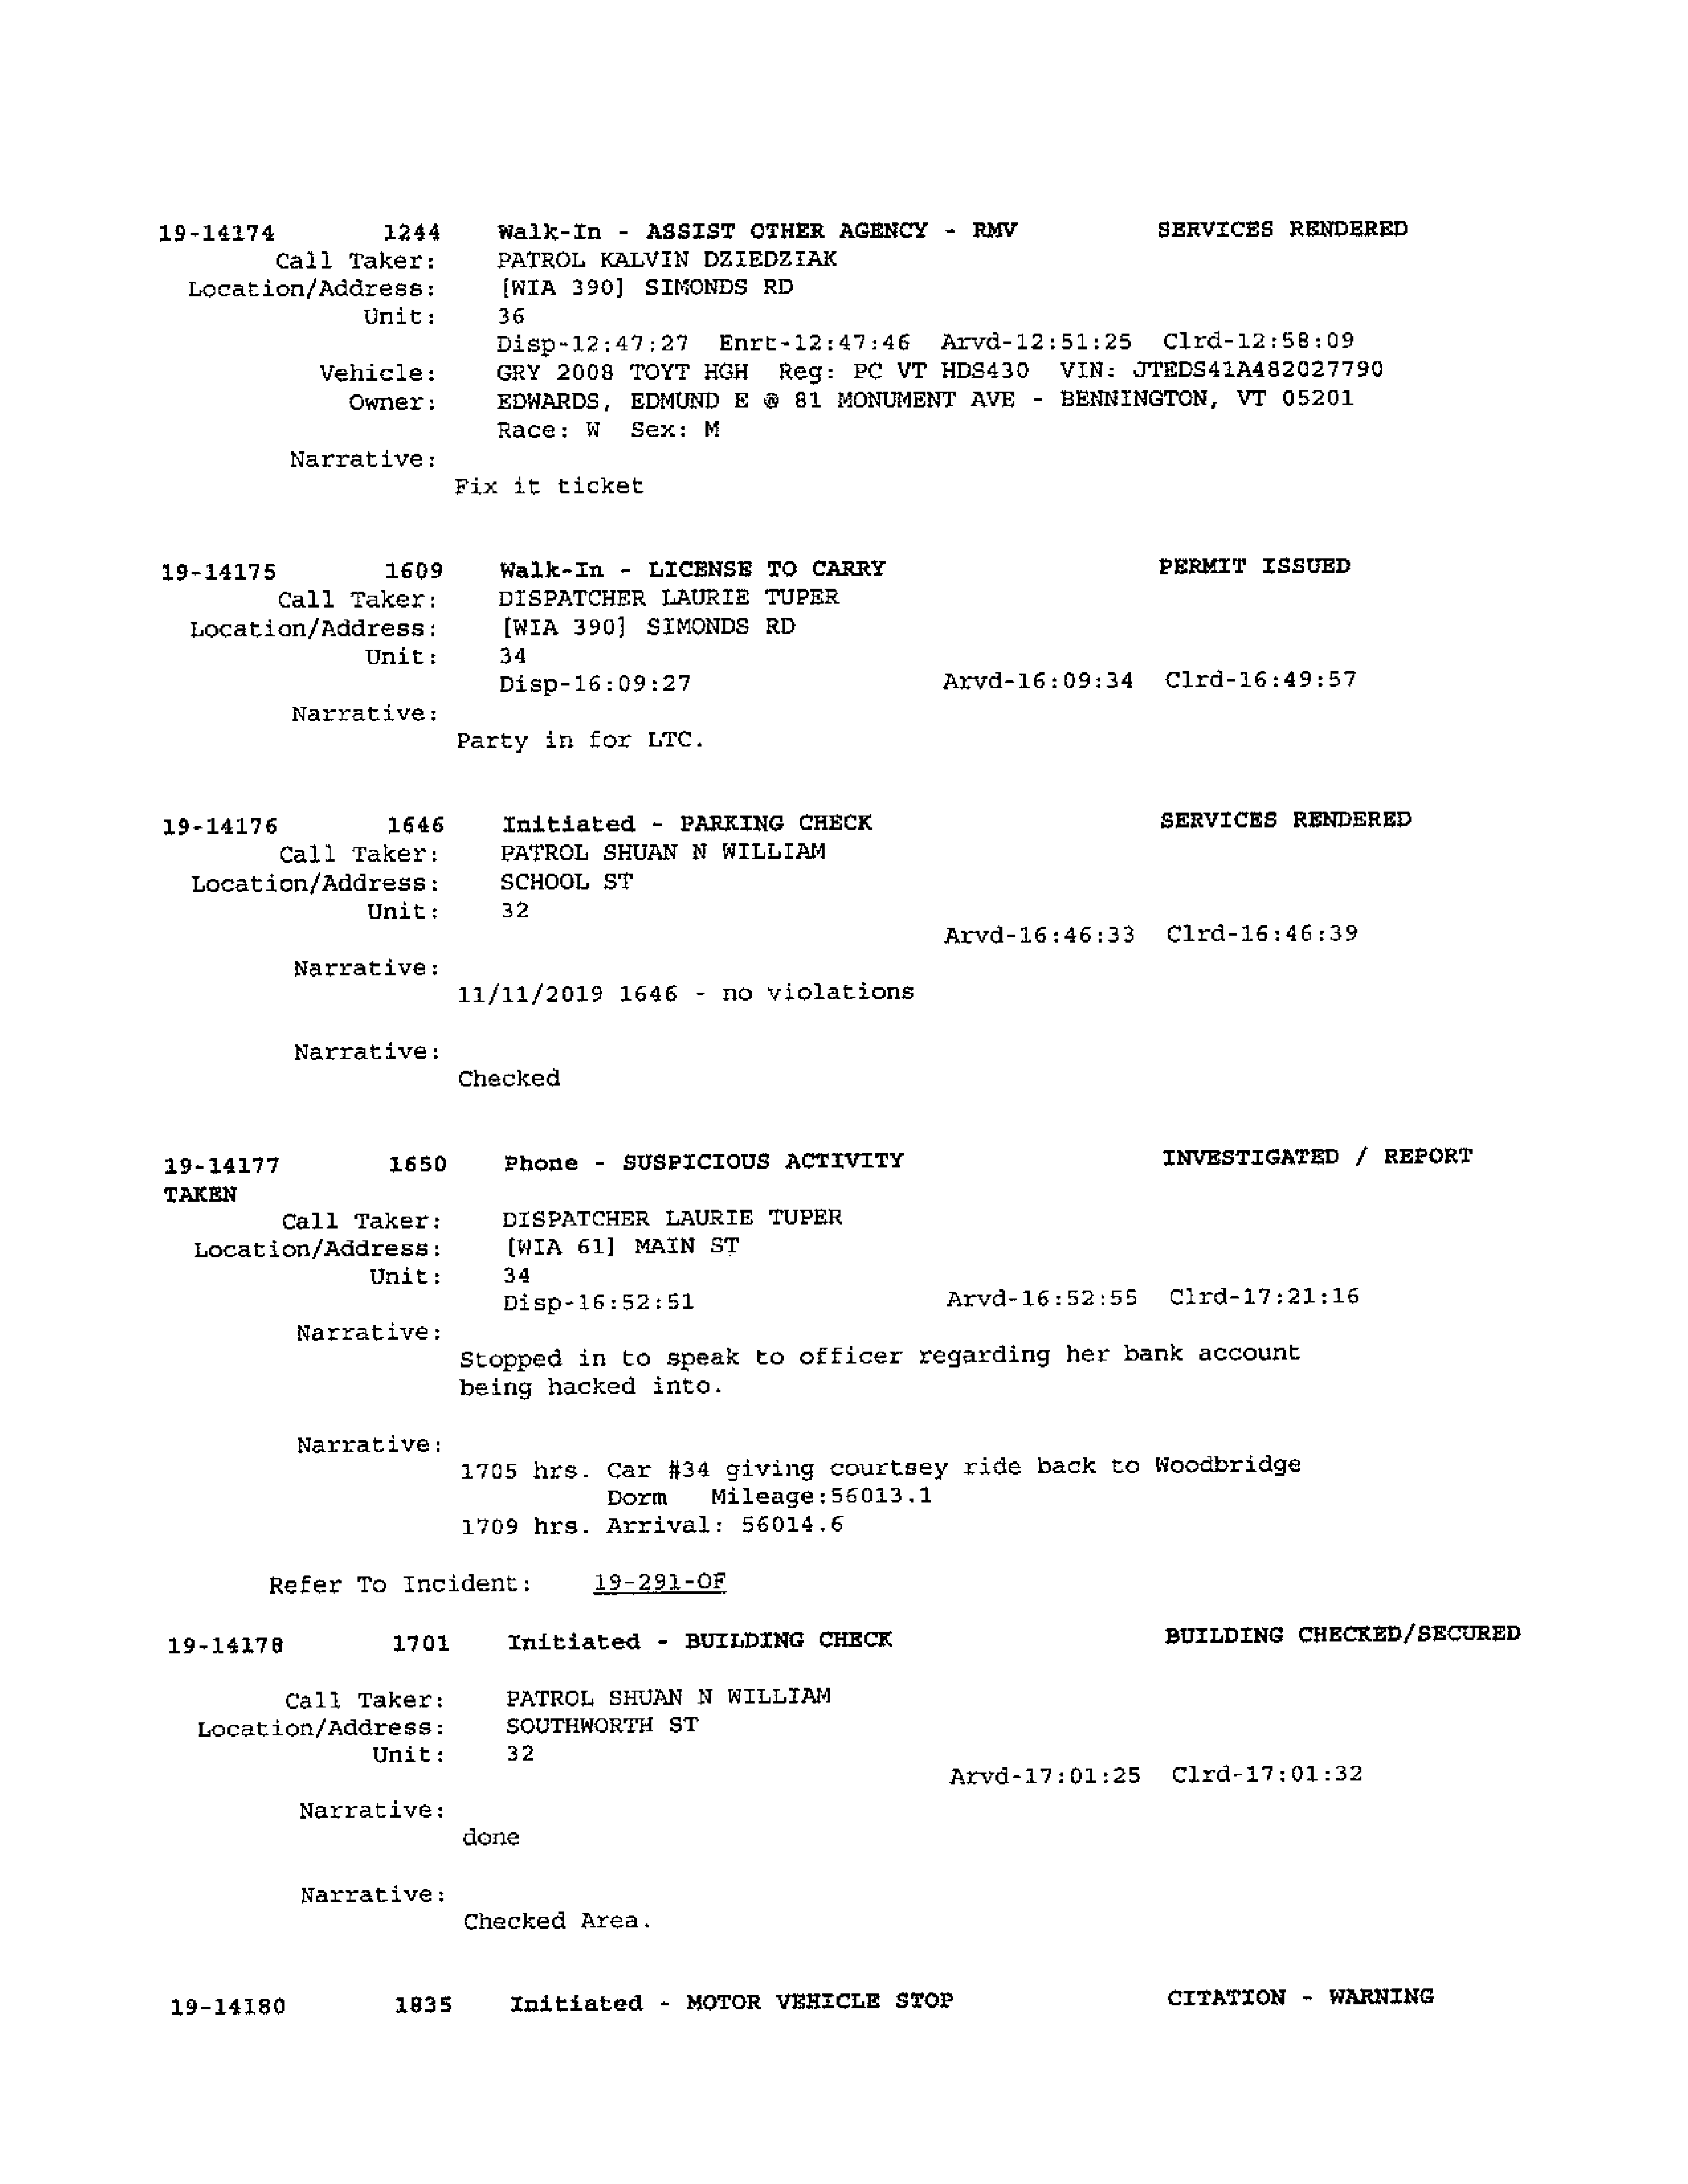 19-14174 1244 Walk-In - ASSIST OTHER AGENCY - RMV SERVICES RENDERED
Call Taker: PATROL KALVIN DZIEDZIAK
Location/Address: [WIA 390] SIMONDS RD
Unit: 36
Disp-12:47:27 Enrt-12:47:46 Arvd-12:51:25 Clrd-12:58:09
Vehicle: GRY 2008 TOYT HGH Reg: PC VT HDS430 VIN: JTEDS41A482027790
Owner: EDWARDS, EDMUND E @ 81 MONUMENT AVE - BENNINGTON, VT 05201
Race: W Sex: M
Narrative:
Fix it ticket
19-14175 1609 Walk-In - LICENSE TO CARRY PERMIT ISSUED
Call Taker: DISPATCHER LAURIE TUPER
Location/Address: [WIA 390] SIMONDS RD
Unit: 34
Disp-16:09:27 Arvd-16:09:34 Clrd-16:49:57
Narrative:
Party in for LTC.
19-14176 1646 Initiated - PARKING CHECK SERVICES RENDERED
Call Taker: PATROL SHUAN N WILLIAM
Location/Address: SCHOOL ST
Unit: 32
Arvd-16:46:33 Clrd-16:46:39
Narrative:
11/11/2019 1646 - no violations
Narrative:
Checked
19-14177 1650 Phone - SUSPICIOUS ACTIVITY INVESTIGATED / REPORT
TAKEN
Call Taker: DISPATCHER LAURIE TUPER
Location/Address: [WIA 61] MAIN ST
Unit: 34
Disp-16:52:51 Arvd-16:52:55 Clrd-17:21:16
Narrative:
Stopped in to speak to officer regarding her bank account
being hacked into.
Narrative:
1705 hrs. Car #34 giving courtsey ride back to Woodbridge
Dorm Mileage:56013.1
1709 hrs. Arrival: 56014.6
Refer To Incident: 19-291-OF
19-14178 1701 Initiated - BUILDING CHECK BUILDING CHECKED/SECURED
Call Taker: PATROL SHUAN N WILLIAM
Location/Address: SOUTHWORTH ST
Unit: 32
Arvd-17:01:25 Clrd-17:01:32
Narrative:
done
Narrative:
Checked Area.
19-14180 1835 Initiated - MOTOR VEHICLE STOP CITATION - WARNING